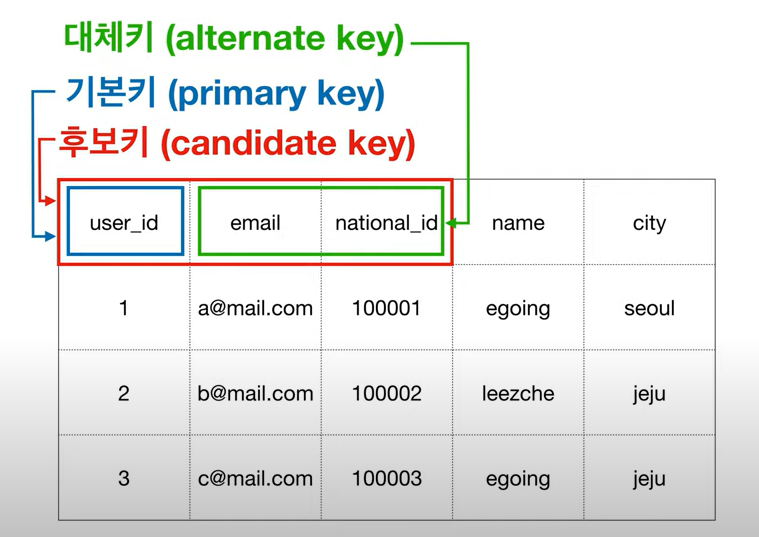 대체키 (alternate key)
기본키 (primary key)
후보키 (candidate key)
user_id email national_id name city
1 a@mail.com 100001 egoing seoul
2 b@mail.com 100002 leezche jeju
3 c@mail.com 100003 egoing jeju